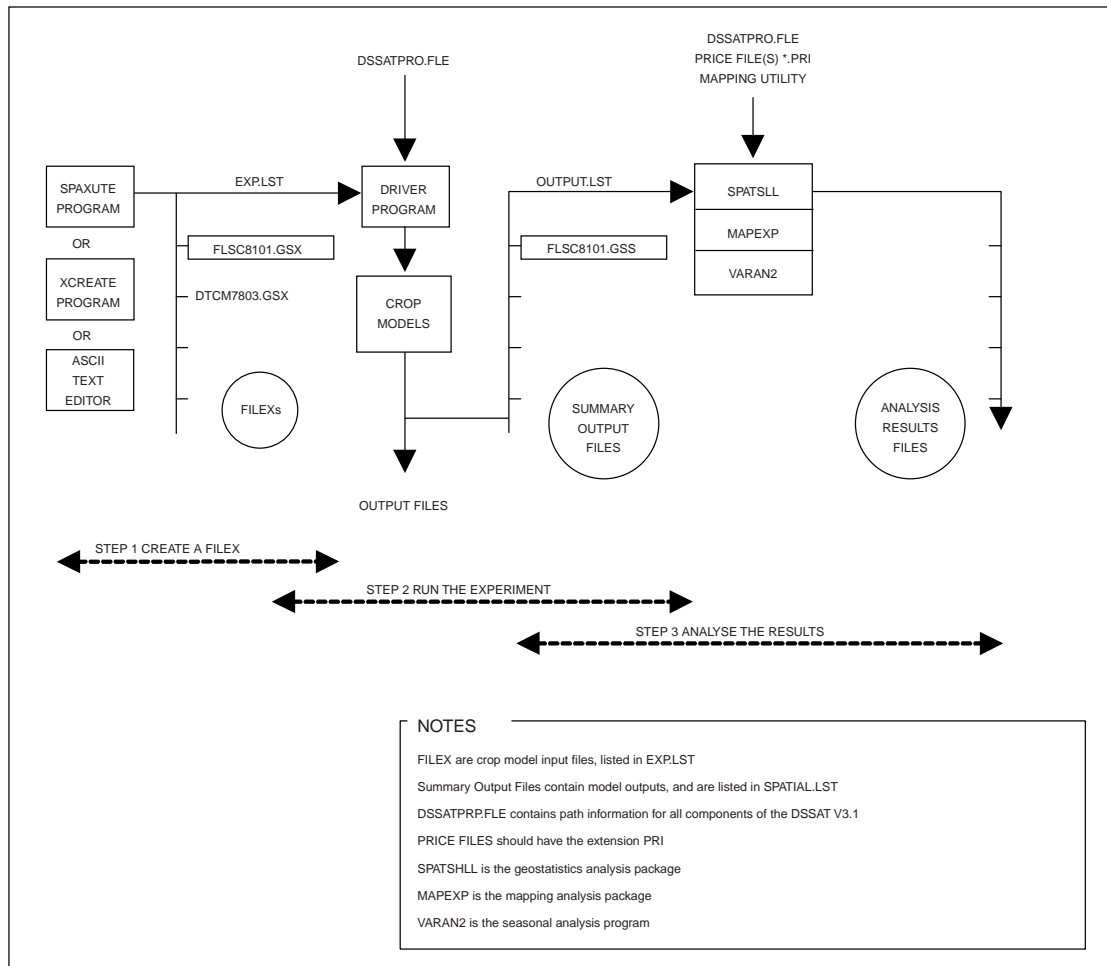 DSSATPRO.FLE
DSSATPRO.FLE
PRICE FILE(S) *.PRI
MAPPING UTILITY
SPAXUTE
PROGRAM
OR
XCREATE
PROGRAM
OR
ASCII
TEXT
EDITOR
EXP.LST
FLSC8101.GSX
DTCM7803.GSX
FILEXs
DRIVER
PROGRAM
CROP
MODELS
OUTPUT FILES
OUTPUT.LST
FLSC8101.GSS
SUMMARY
OUTPUT
FILES
SPATSLL
MAPEXP
VARAN2
ANALYSIS
RESULTS
FILES
STEP 1 CREATE A FILEX
STEP 2 RUN THE EXPERIMENT
STEP 3 ANALYSE THE RESULTS
NOTES
FILEX are crop model input files, listed in EXP.LST
Summary Output Files contain model outputs, and are listed in SPATIAL.LST
DSSATPRP.FLE contains path information for all components of the DSSAT V3.1
PRICE FILES should have the extension PRI
SPATSHLL is the geostatistics analysis package
MAPEXP is the mapping analysis package
VARAN2 is the seasonal analysis program